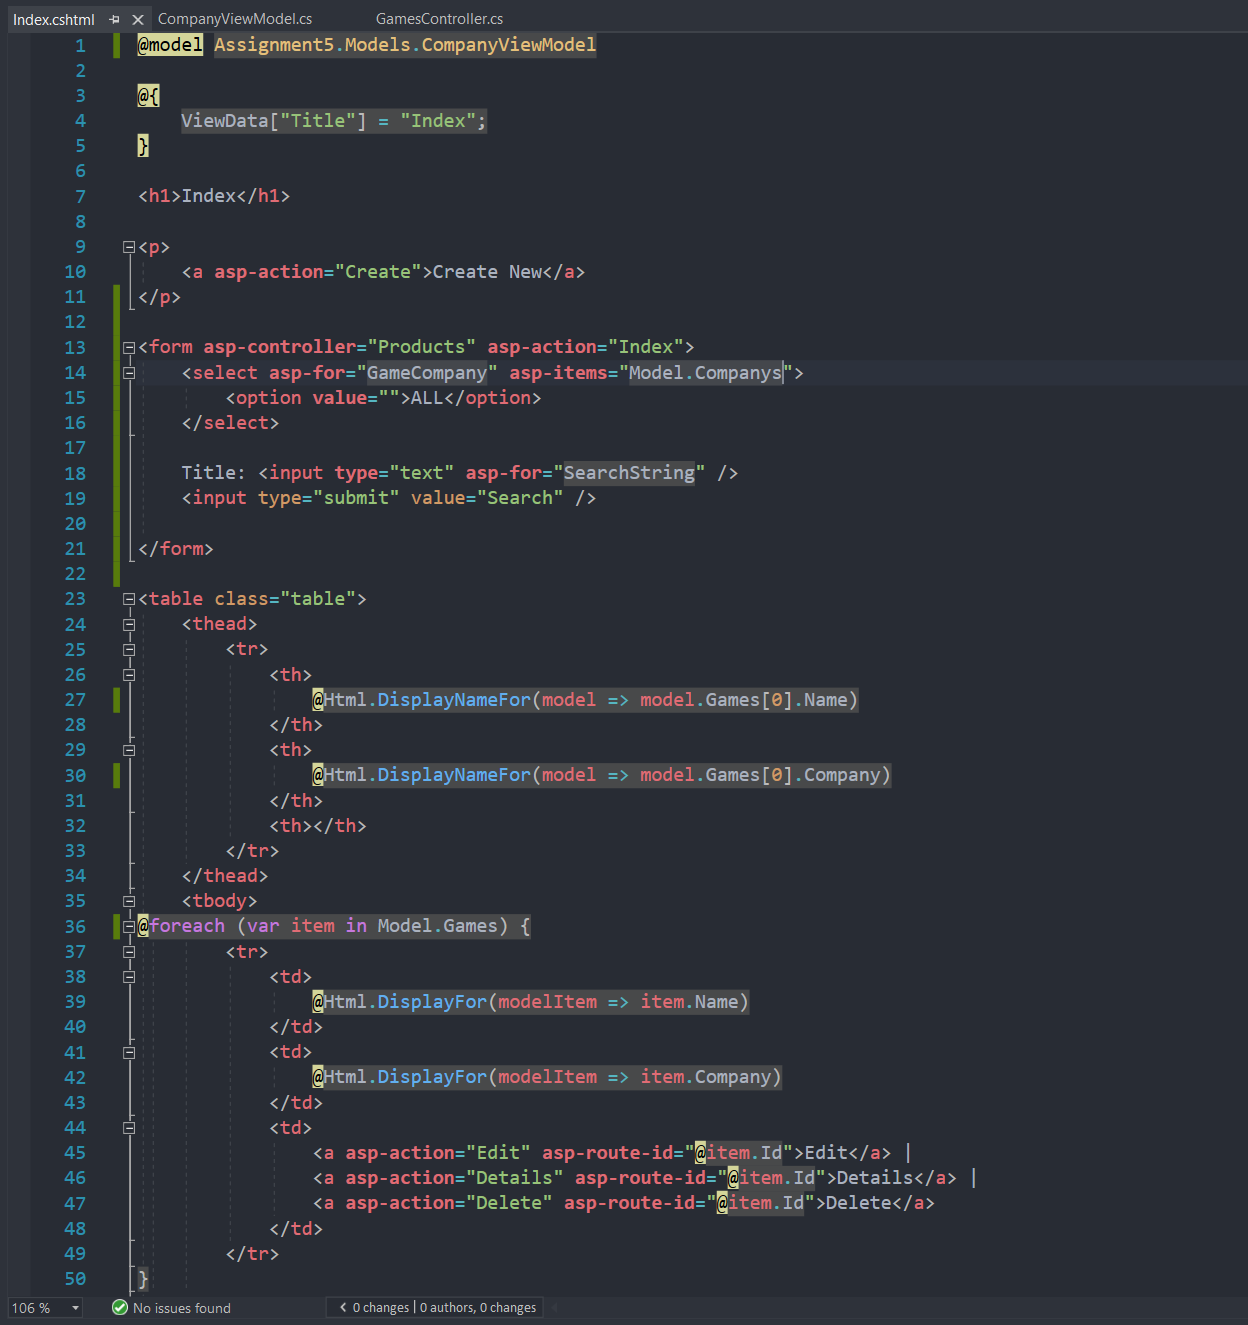 Index.cshtml CompanyViewModel.cs GamesController.cs
1 @model Assignment5.Models.CompanyViewModel
2
3 @{
4     ViewData["Title"] = "Index";
5 }
6
7 <h1>Index</h1>
8
9 <p>
10     <a asp-action="Create">Create New</a>
11 </p>
12
13 <form asp-controller="Products" asp-action="Index">
14     <select asp-for="GameCompany" asp-items="Model.Companys">
15         <option value="">ALL</option>
16     </select>
17
18     Title: <input type="text" asp-for="SearchString" />
19     <input type="submit" value="Search" />
20
21 </form>
22
23 <table class="table">
24     <thead>
25         <tr>
26             <th>
27                 @Html.DisplayNameFor(model => model.Games[0].Name)
28             </th>
29             <th>
30                 @Html.DisplayNameFor(model => model.Games[0].Company)
31             </th>
32             <th></th>
33         </tr>
34     </thead>
35     <tbody>
36 @foreach (var item in Model.Games) {
37         <tr>
38             <td>
39                 @Html.DisplayFor(modelItem => item.Name)
40             </td>
41             <td>
42                 @Html.DisplayFor(modelItem => item.Company)
43             </td>
44             <td>
45                 <a asp-action="Edit" asp-route-id="@item.Id">Edit</a> |
46                 <a asp-action="Details" asp-route-id="@item.Id">Details</a> |
47                 <a asp-action="Delete" asp-route-id="@item.Id">Delete</a>
48             </td>
49         </tr>
50 }
106 % No issues found 0 changes | 0 authors, 0 changes